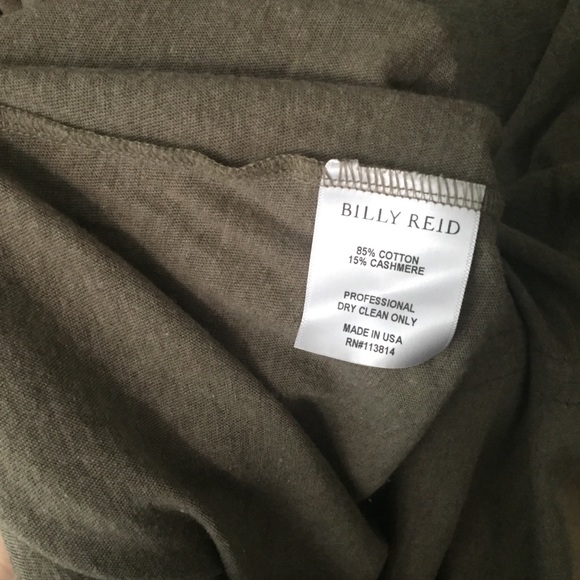 BILLY REID
85% COTTON
15% CASHMERE
PROFESSIONAL
DRY CLEAN ONLY
MADE IN USA
RN#113814